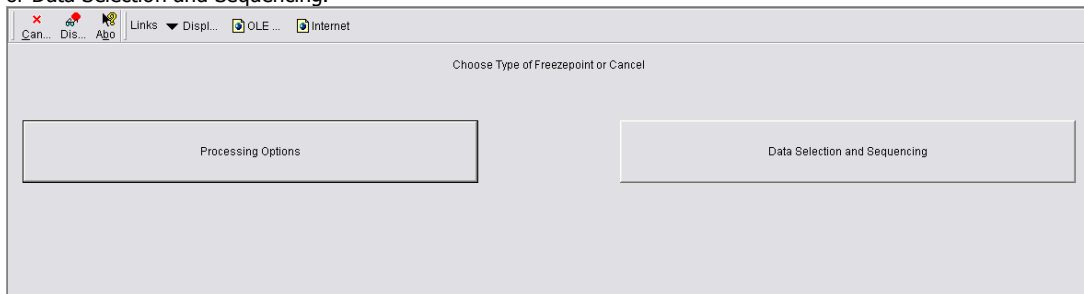 or Data Selection and Sequencing.
Can... Dis... Abo Links Displ... OLE ... Internet
Choose Type of Freezepoint or Cancel
Processing Options Data Selection and Sequencing